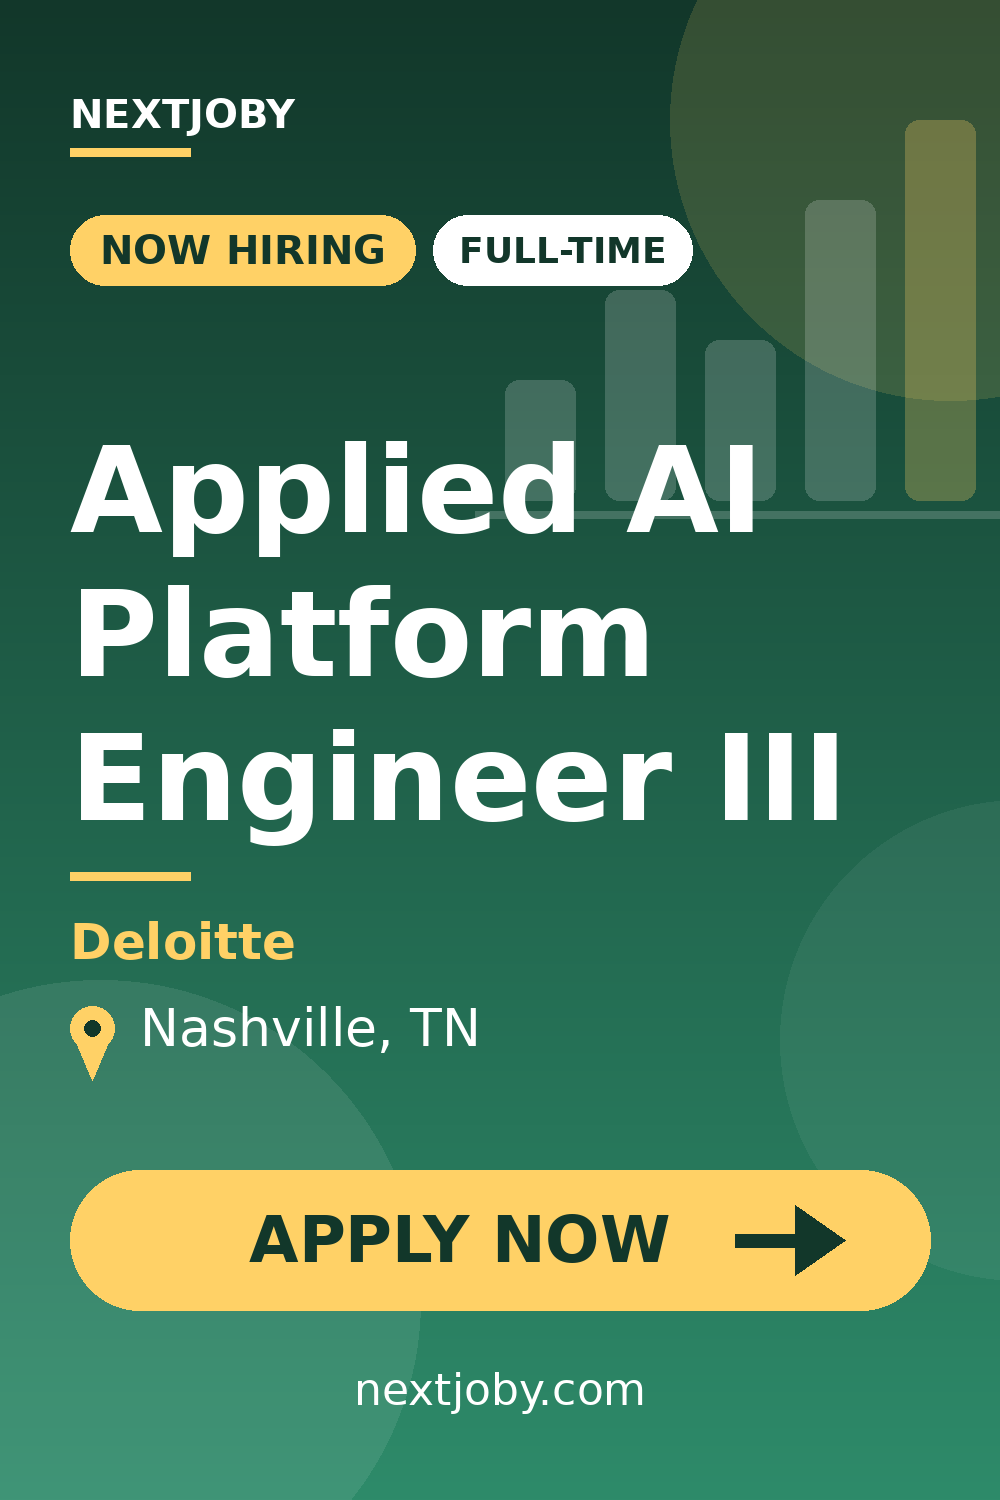 NEXTJOBY
NOW HIRING FULL-TIME
Applied AI
Platform
Engineer III
Deloitte
Nashville, TN
APPLY NOW
nextjoby.com